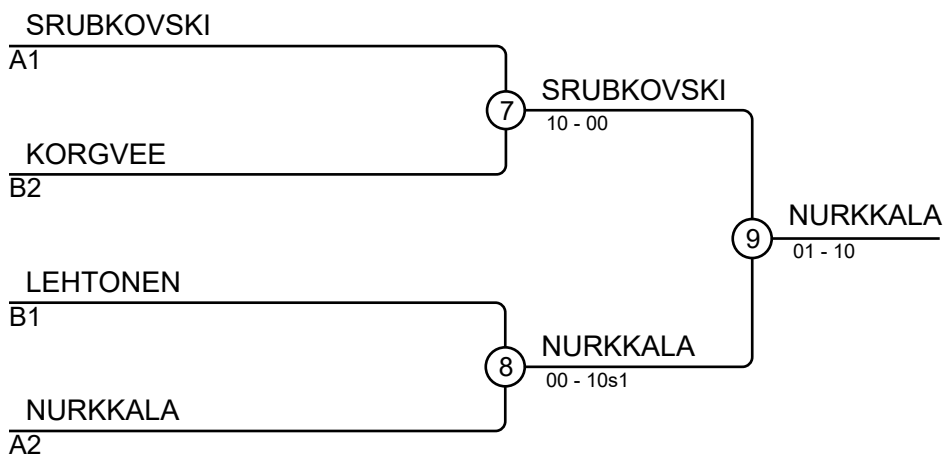 SRUBKOVSKI
A1
7
SRUBKOVSKI
10 - 00
KORGVEE
B2
9
NURKKALA
01 - 10
LEHTONEN
B1
8
NURKKALA
00 - 10s1
NURKKALA
A2